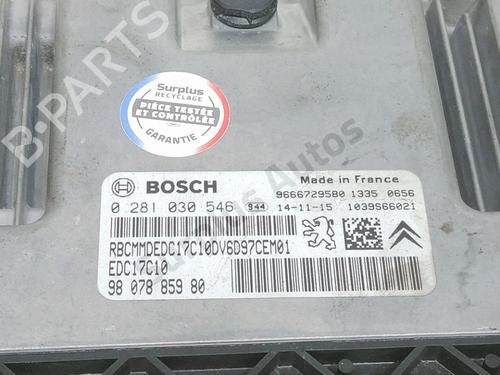 B-PARTS
Surplus
RECYCLAGE
PIÈCE TESTÉE
ET CONTRÔLÉE
GARANTIE
BOSCH
Made in France
9666729580 1335 0656
0 281 030 546 944 14-11-15 1039S66021
RBCMMDEDC17C10DV6D97CEM01
EDC17C10
98 078 859 80